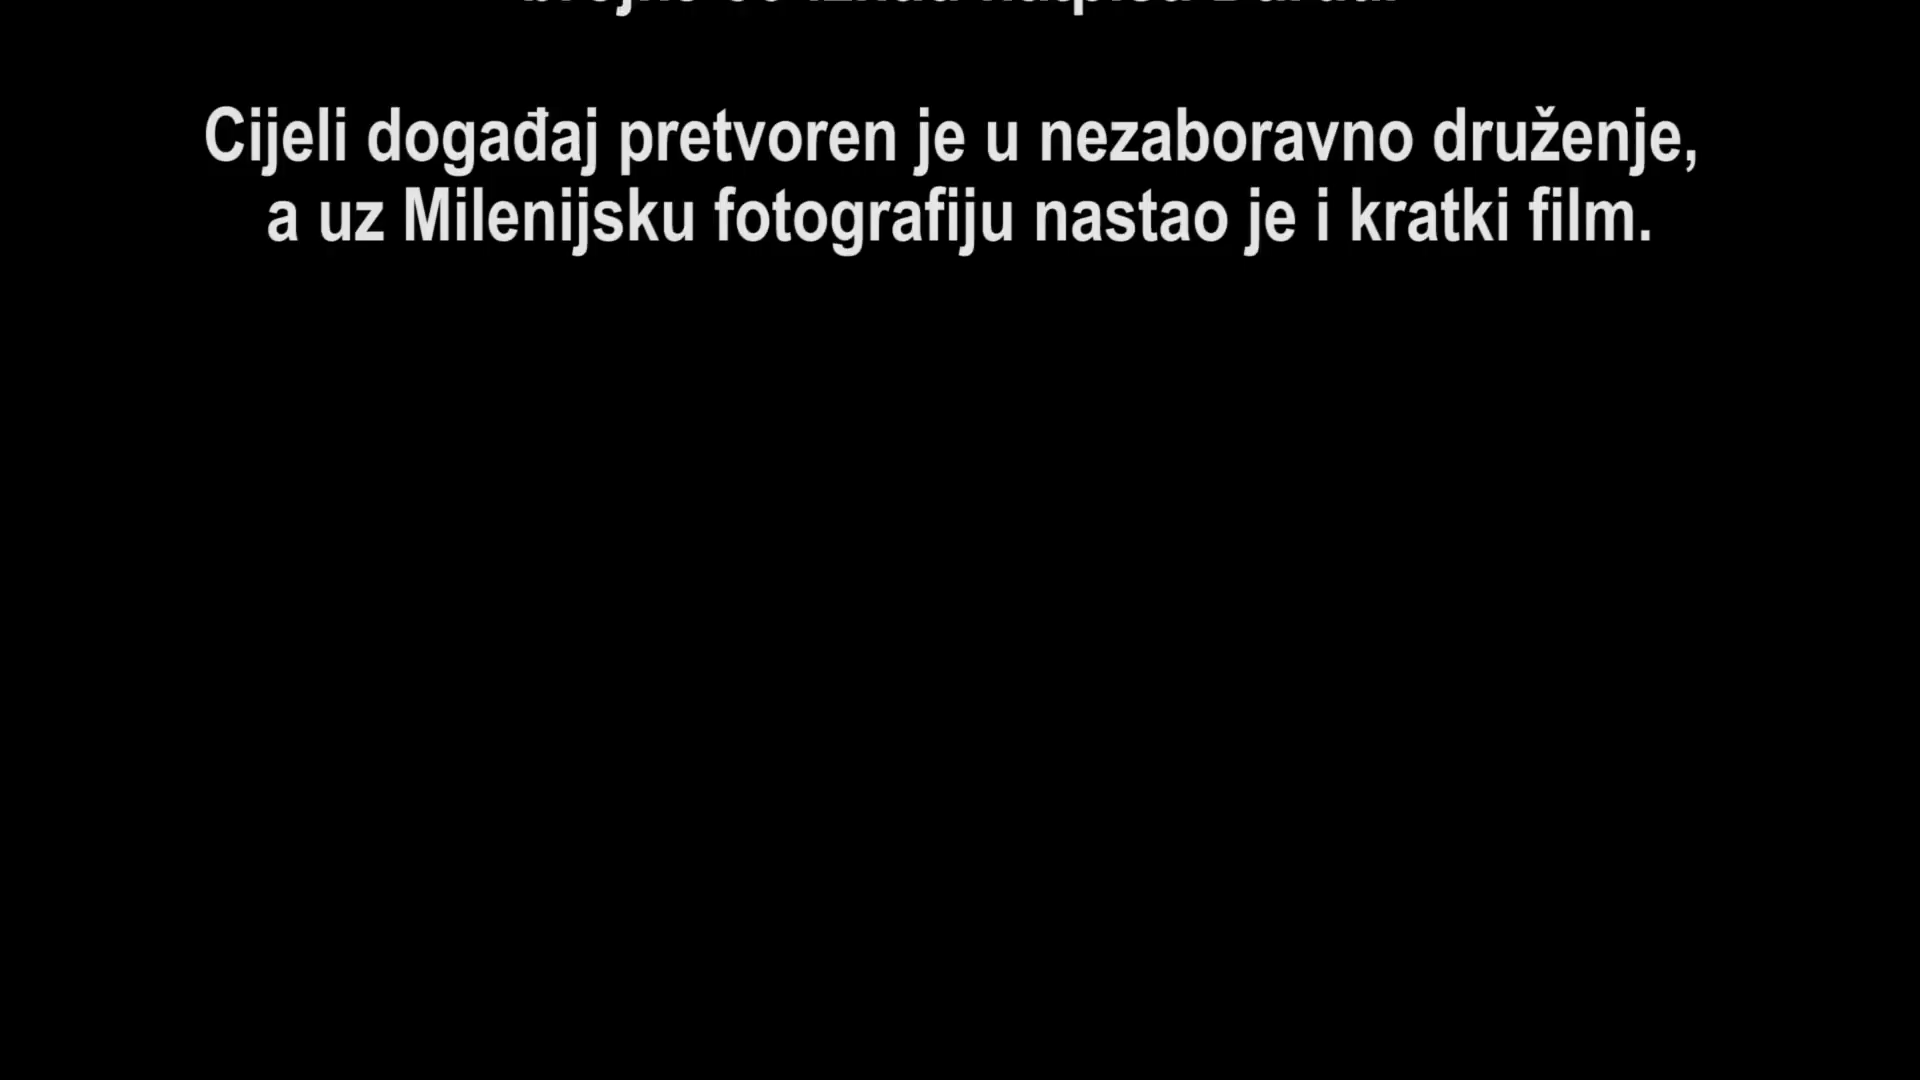 Cijeli događaj pretvoren je u nezaboravno druženje,
a uz Milenijsku fotografiju nastao je i kratki film.